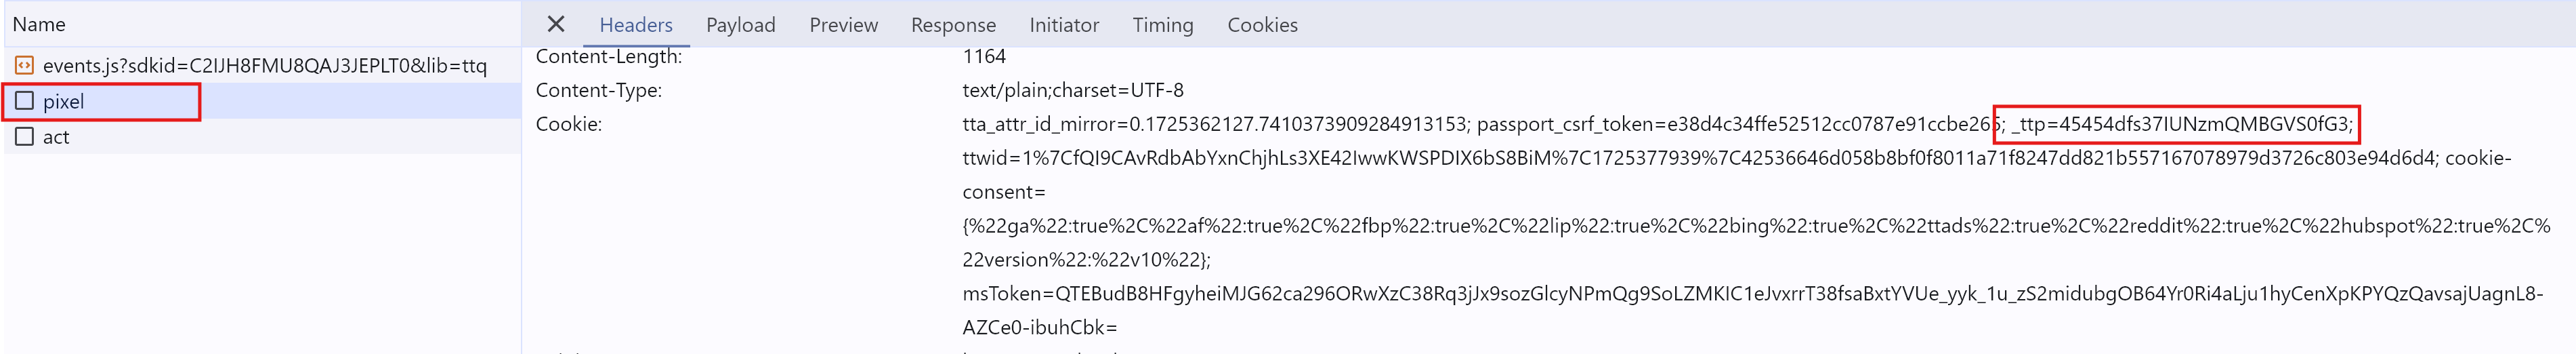 Name
Headers Payload Preview Response Initiator Timing Cookies
events.js?sdkid=C2IJH8FMU8QAJ3JEPLT0&lib=ttq
pixel
act
Content-Length: 1164
Content-Type: text/plain;charset=UTF-8
Cookie: tta_attr_id_mirror=0.1725362127.7410373909284913153; passport_csrf_token=e38d4c34ffe52512cc0787e91ccbe265; _ttp=45454dfs37IUNzmQMBGVS0fG3;
ttwid=1%7CfQI9CAvRdbAbYxnChjhLs3XE42IwwKWSPDIX6bS8BiM%7C1725377939%7C42536646d058b8bf0f8011a71f8247dd821b557167078979d3726c803e94d6d4; cookie-
consent=
{%22ga%22:true%2C%22af%22:true%2C%22fbp%22:true%2C%22lip%22:true%2C%22bing%22:true%2C%22ttads%22:true%2C%22reddit%22:true%2C%22hubspot%22:true%2C%
22version%22:%22v10%22};
msToken=QTEBudB8HFgyheiMJG62ca296ORwXzC38Rq3jJx9sozGlcyNPmQg9SoLZMKIC1eJvxrrT38fsaBxtYVUe_yyk_1u_zS2midubgOB64Yr0Ri4aLju1hyCenXpKPYQzQavsajUagnL8-
AZCe0-ibuhCbk=